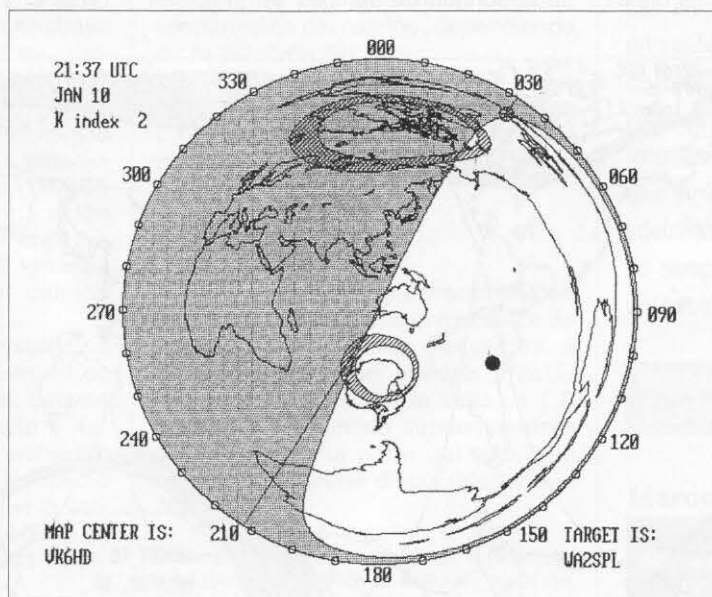 000
21:37 UTC
JAN 10
K index 2
330
030
300
060
270
090
240
120
MAP CENTER IS:
VK6HD
210
180
150
TARGET IS:
WA2SPL